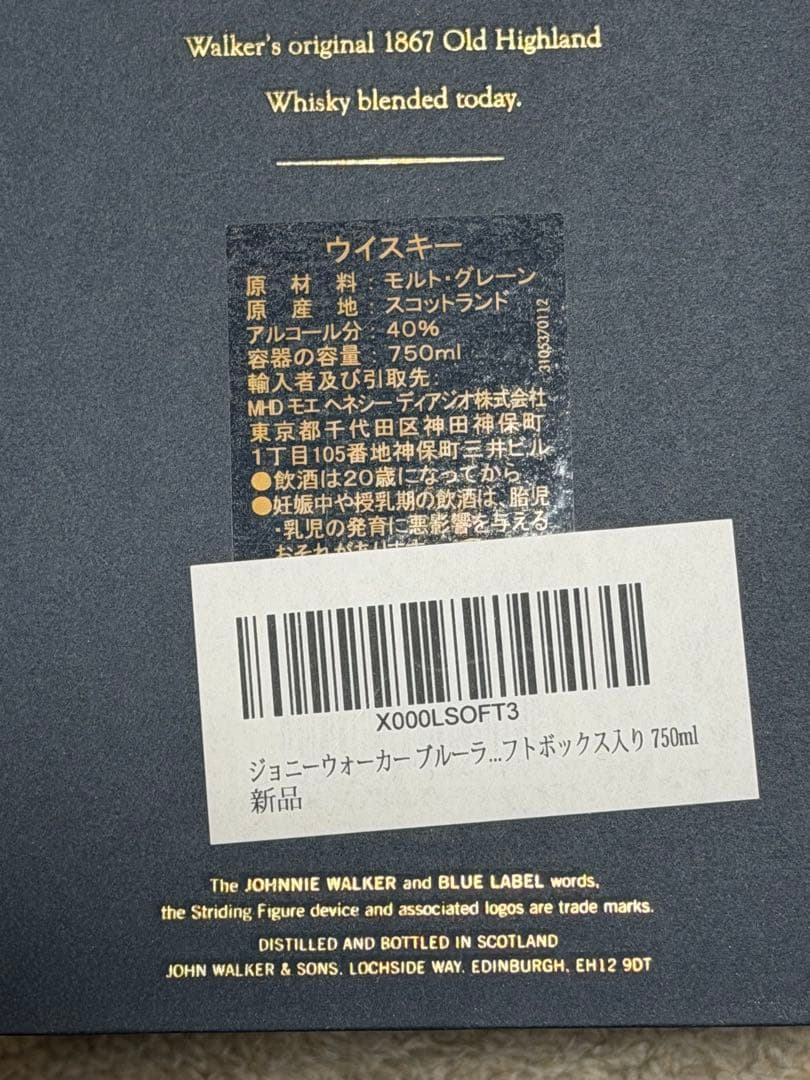 Walker's original 1867 Old Highland
Whisky blended today.
ウイスキー
原材料:モルト・グレーン
原産地:スコットランド
アルコール分:40%
容器の容量:750ml
輸入者及び引取先:
MHD モエ ヘネシー ディアジオ株式会社
東京都千代田区神田神保町
1丁目105番地神保町三井ビル
●飲酒は20歳になってから
●妊娠中や授乳期の飲酒は、胎児
・乳児の発育に悪影響を与える
おそれがあります
3105370112
X000LSOFT3
ジョニーウォーカー ブルーラ...フトボックス入り 750ml
新品
The JOHNNIE WALKER and BLUE LABEL words,
the Striding Figure device and associated logos are trade marks.
DISTILLED AND BOTTLED IN SCOTLAND
JOHN WALKER & SONS. LOCHSIDE WAY. EDINBURGH. EH12 9DT